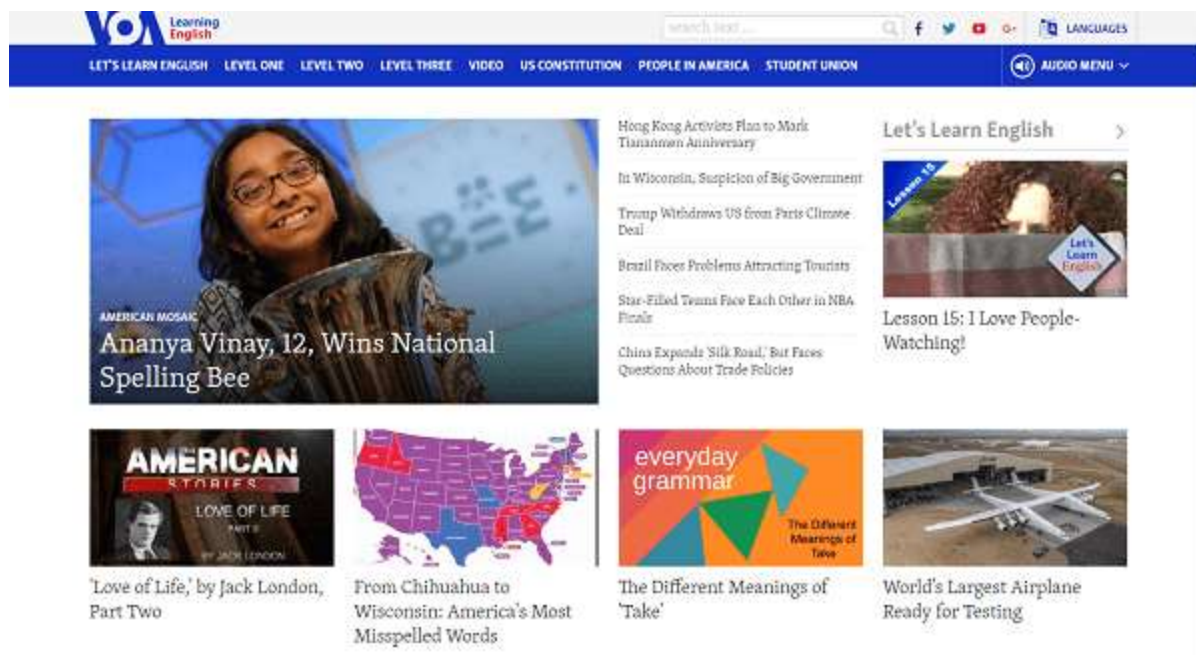 VOA Learning English
search text ...
LANGUAGES
LET'S LEARN ENGLISH LEVEL ONE LEVEL TWO LEVEL THREE VIDEO US CONSTITUTION PEOPLE IN AMERICA STUDENT UNION AUDIO MENU
BEE
AMERICAN MOSAIC
Ananya Vinay, 12, Wins National
Spelling Bee
Hong Kong Activists Plan to Mark
Tiananmen Anniversary
In Wisconsin, Suspicion of Big Government
Trump Withdraws US from Paris Climate
Deal
Brazil Faces Problems Attracting Tourists
Star-Filled Teams Face Each Other in NBA
Finals
China Expands 'Silk Road,' But Faces
Questions About Trade Policies
Let's Learn English
Lesson 15
Let's
Learn
English
Lesson 15: I Love People-
Watching!
AMERICAN
STORIES
LOVE OF LIFE
BY JACK LONDON
'Love of Life,' by Jack London,
Part Two
From Chihuahua to
Wisconsin: America's Most
Misspelled Words
everyday
grammar
The Different
Meanings of
Take
The Different Meanings of
'Take'
World's Largest Airplane
Ready for Testing